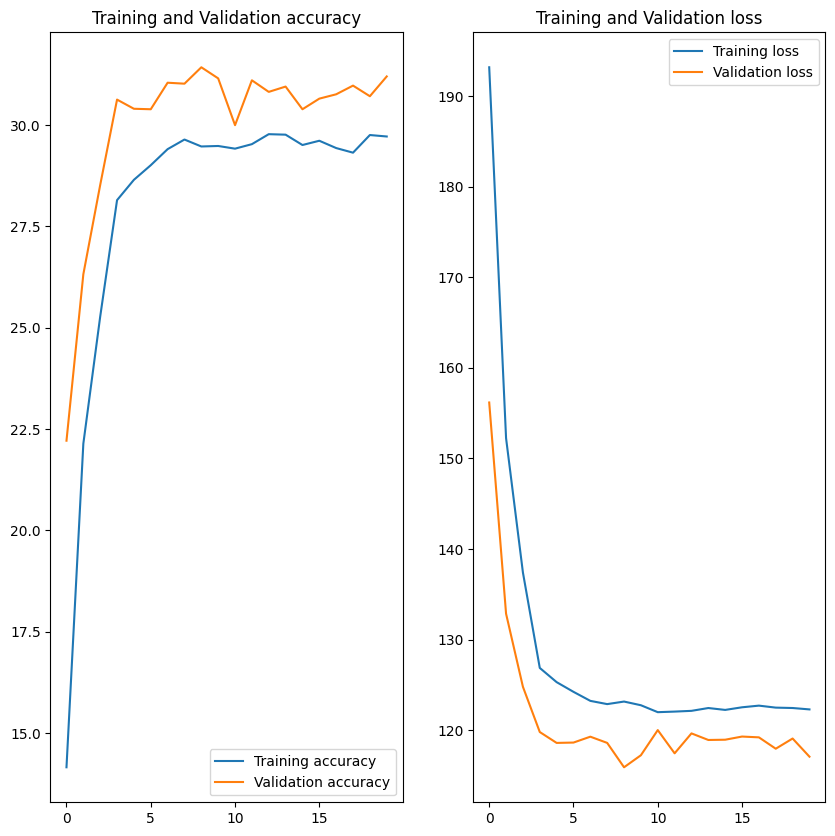 Training and Validation accuracy
30.0
27.5
25.0
22.5
20.0
17.5
15.0
Training accuracy
Validation accuracy
0 5 10 15
Training and Validation loss
Training loss
Validation loss
190
180
170
160
150
140
130
120
0 5 10 15